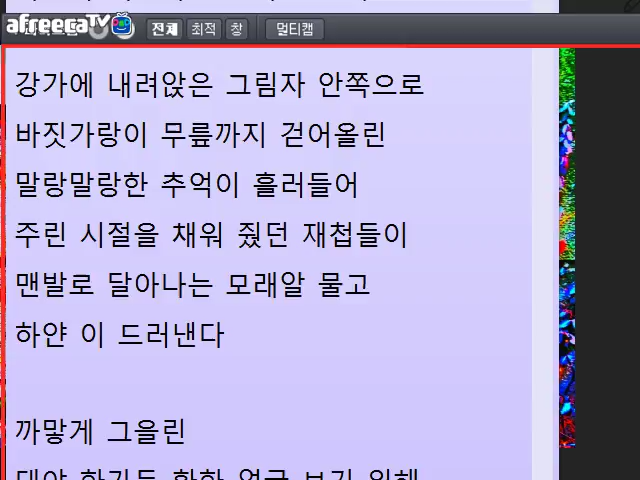 afreecaTV
전체 최적 창 멀티캠
강가에 내려앉은 그림자 안쪽으로
바짓가랑이 무릎까지 걷어올린
말랑말랑한 추억이 흘러들어
주린 시절을 채워 줬던 재첩들이
맨발로 달아나는 모래알 물고
하얀 이 드러낸다
까맣게 그을린